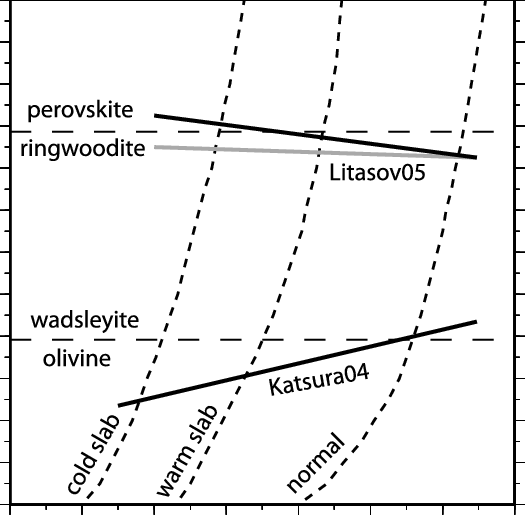 perovskite
ringwoodite
Litasov05
wadsleyite
olivine
Katsura04
cold slab
warm slab
normal